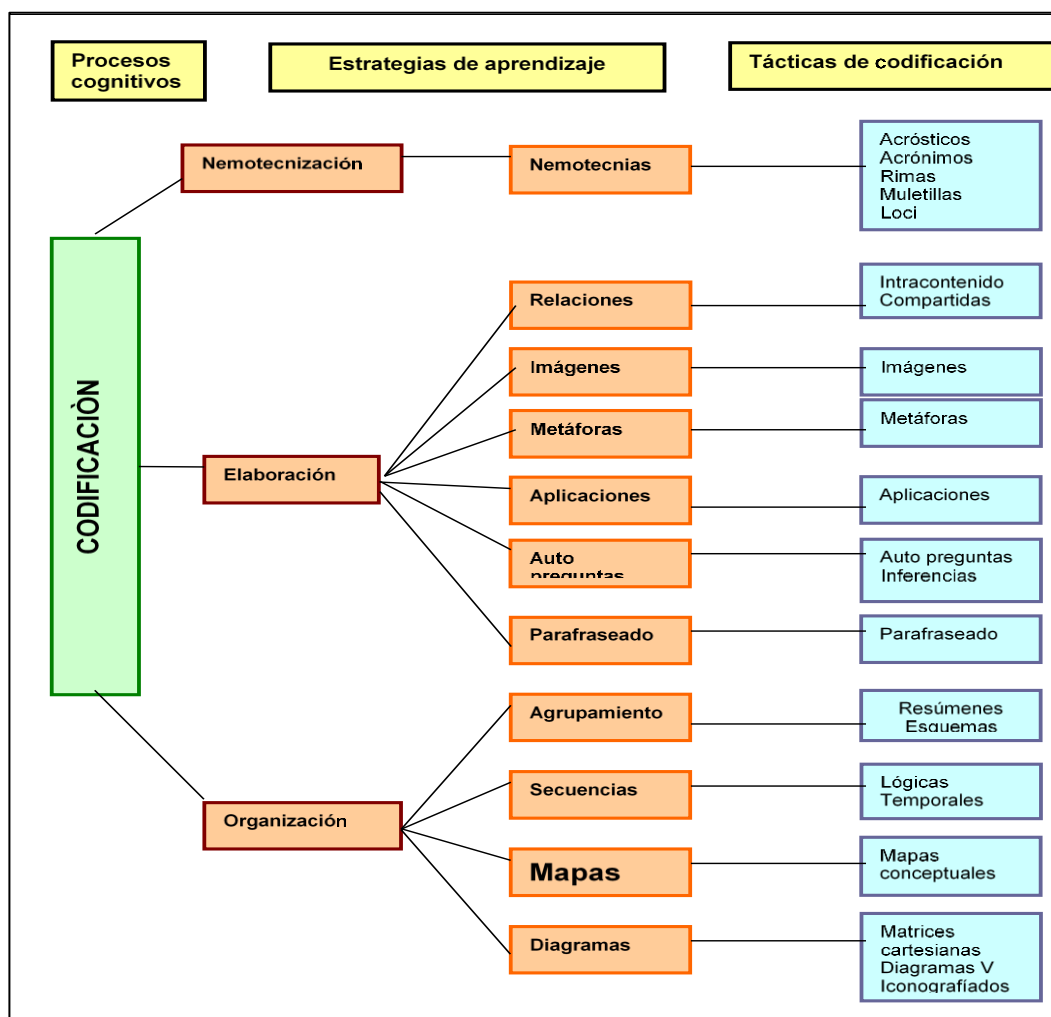 Procesos
cognitivos
Estrategias de aprendizaje
Tácticas de codificación
CODIFICACIÒN
Nemotecnización
Nemotecnias
Acrósticos
Acrónimos
Rimas
Muletillas
Loci
Elaboración
Relaciones
Intracontenido
Compartidas
Imágenes
Imágenes
Metáforas
Metáforas
Aplicaciones
Aplicaciones
Auto
preguntas
Auto preguntas
Inferencias
Parafraseado
Parafraseado
Organización
Agrupamiento
Resúmenes
Esquemas
Secuencias
Lógicas
Temporales
Mapas
Mapas
conceptuales
Diagramas
Matrices
cartesianas
Diagramas V
Iconografíados